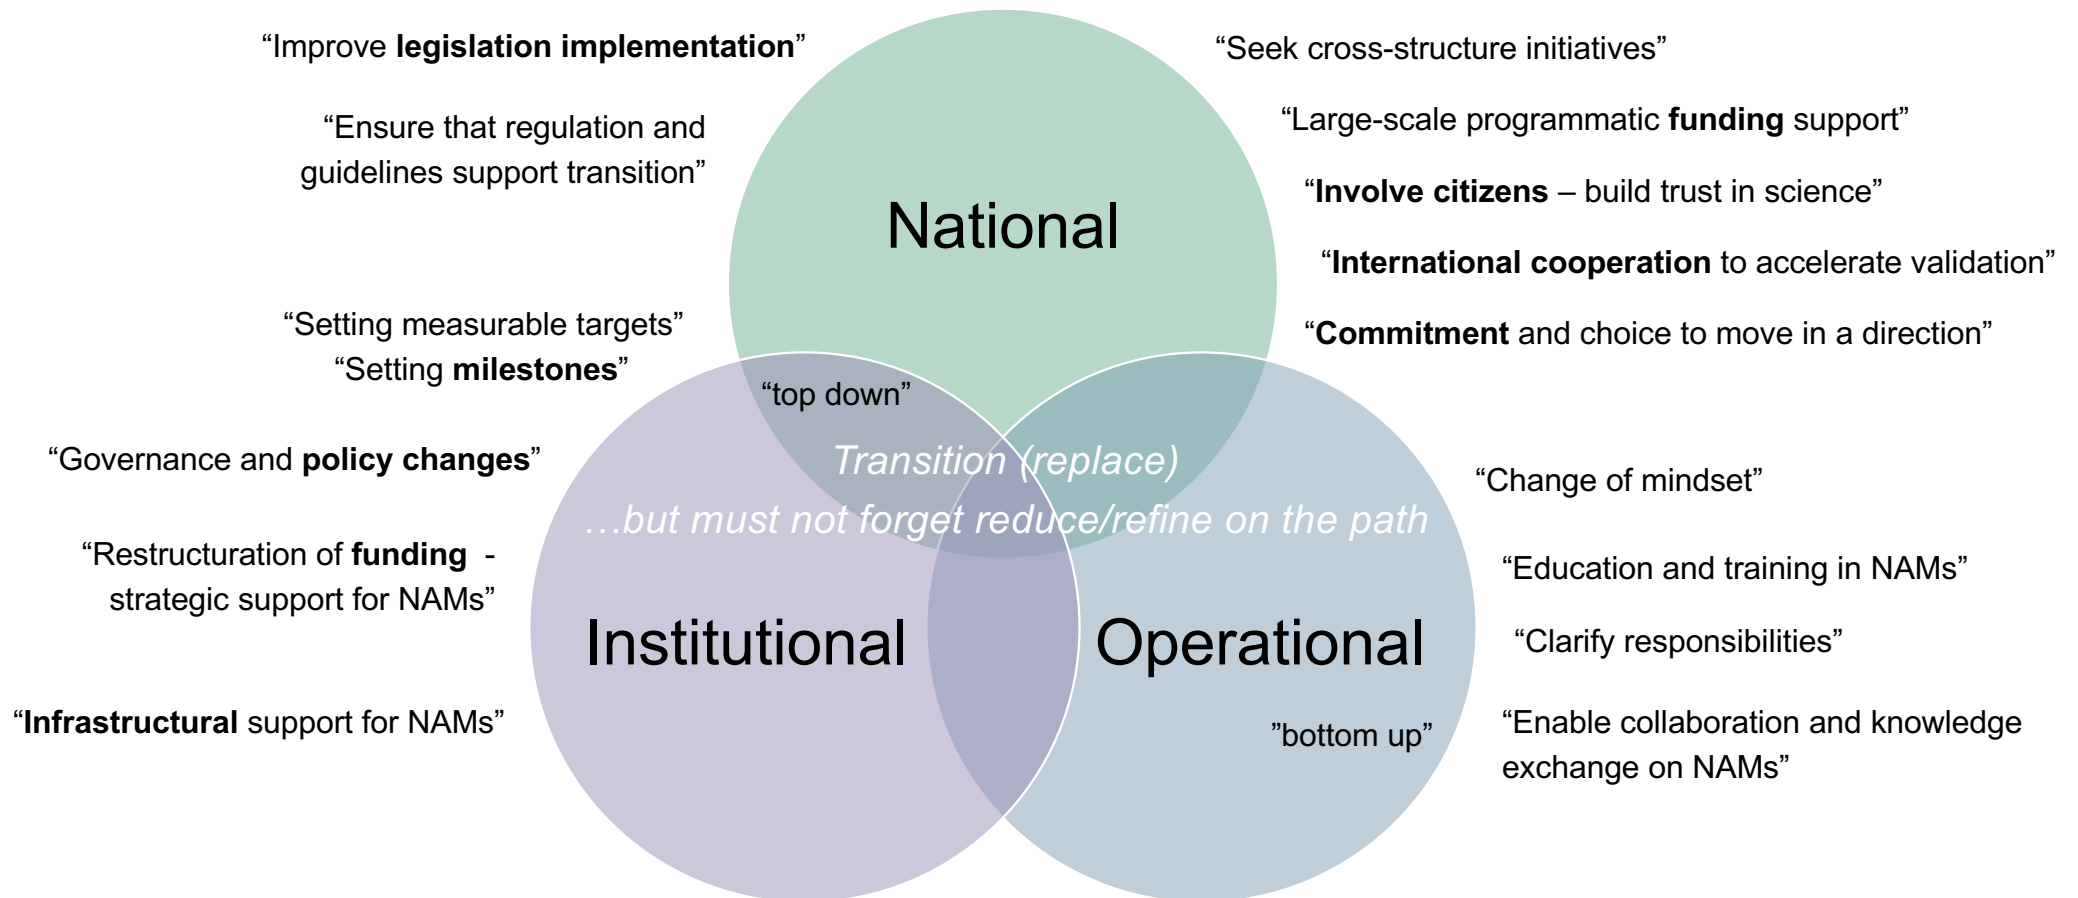 “Improve legislation implementation”
“Ensure that regulation and
guidelines support transition”
“Setting measurable targets”
“Setting milestones”
“Governance and policy changes”
“Restructuration of funding  -
strategic support for NAMs”
“Infrastructural support for NAMs”
National
“top down”
Transition (replace)
…but must not forget reduce/refine on the path
Institutional
Operational
”bottom up”
“Seek cross-structure initiatives”
“Large-scale programmatic funding support”
“Involve citizens – build trust in science”
“International cooperation to accelerate validation”
“Commitment and choice to move in a direction”
“Change of mindset”
“Education and training in NAMs”
“Clarify responsibilities”
“Enable collaboration and knowledge
exchange on NAMs”